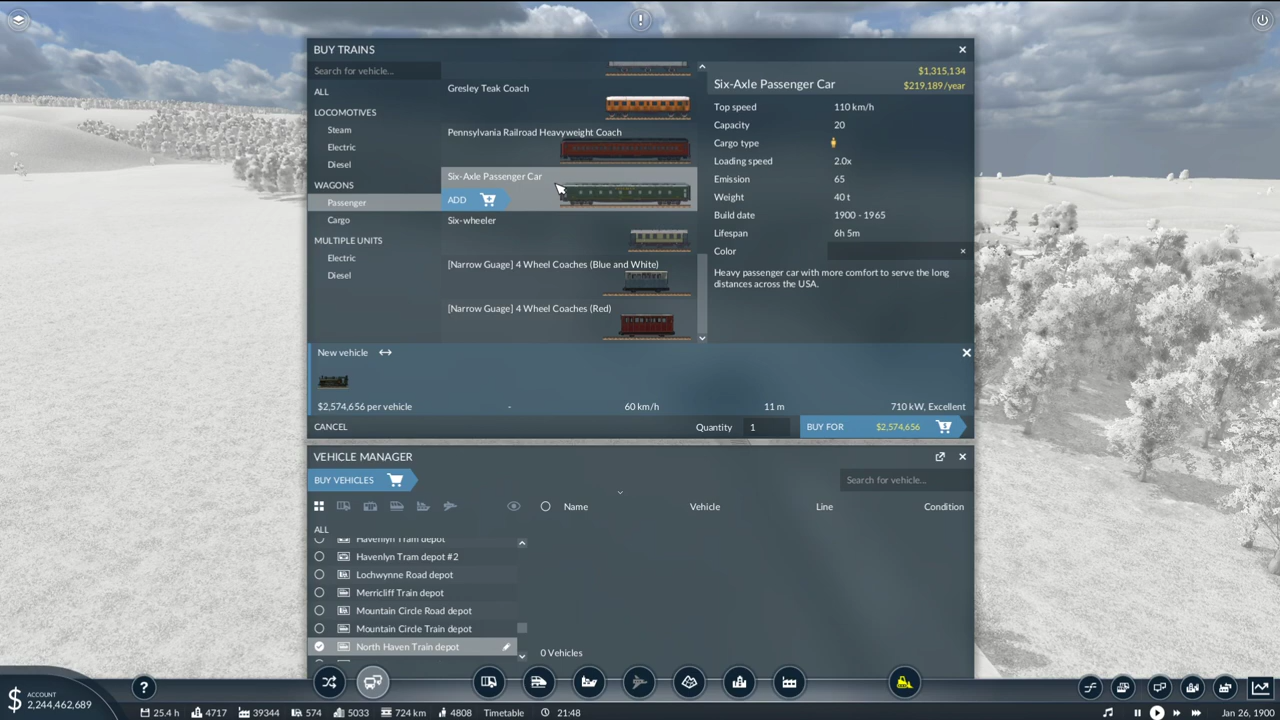 BUY TRAINS
Search for vehicle...
ALL
LOCOMOTIVES
Steam
Electric
Diesel
WAGONS
Passenger
Cargo
MULTIPLE UNITS
Electric
Diesel
Gresley Teak Coach
Pennsylvania Railroad Heavyweight Coach
Six-Axle Passenger Car
ADD
Six-wheeler
[Narrow Guage] 4 Wheel Coaches (Blue and White)
[Narrow Guage] 4 Wheel Coaches (Red)
$1,315,134
Six-Axle Passenger Car
$219,189/year
Top speed 110 km/h
Capacity 20
Cargo type
Loading speed 2.0x
Emission 65
Weight 40 t
Build date 1900 - 1965
Lifespan 6h 5m
Color
Heavy passenger car with more comfort to serve the long
distances across the USA.
New vehicle
$2,574,656 per vehicle - 60 km/h 11 m 710 kW, Excellent
CANCEL Quantity 1 BUY FOR $2,574,656
VEHICLE MANAGER
BUY VEHICLES Search for vehicle...
Name Vehicle Line Condition
ALL
Havenlyn Tram depot
Havenlyn Tram depot #2
Lochwynne Road depot
Merricliff Train depot
Mountain Circle Road depot
Mountain Circle Train depot
North Haven Train depot
0 Vehicles
$ ACCOUNT
2,244,462,689
?
25.4 h 4717 39344 574 5033 724 km 4808 Timetable 21:48 Jan 26, 1900